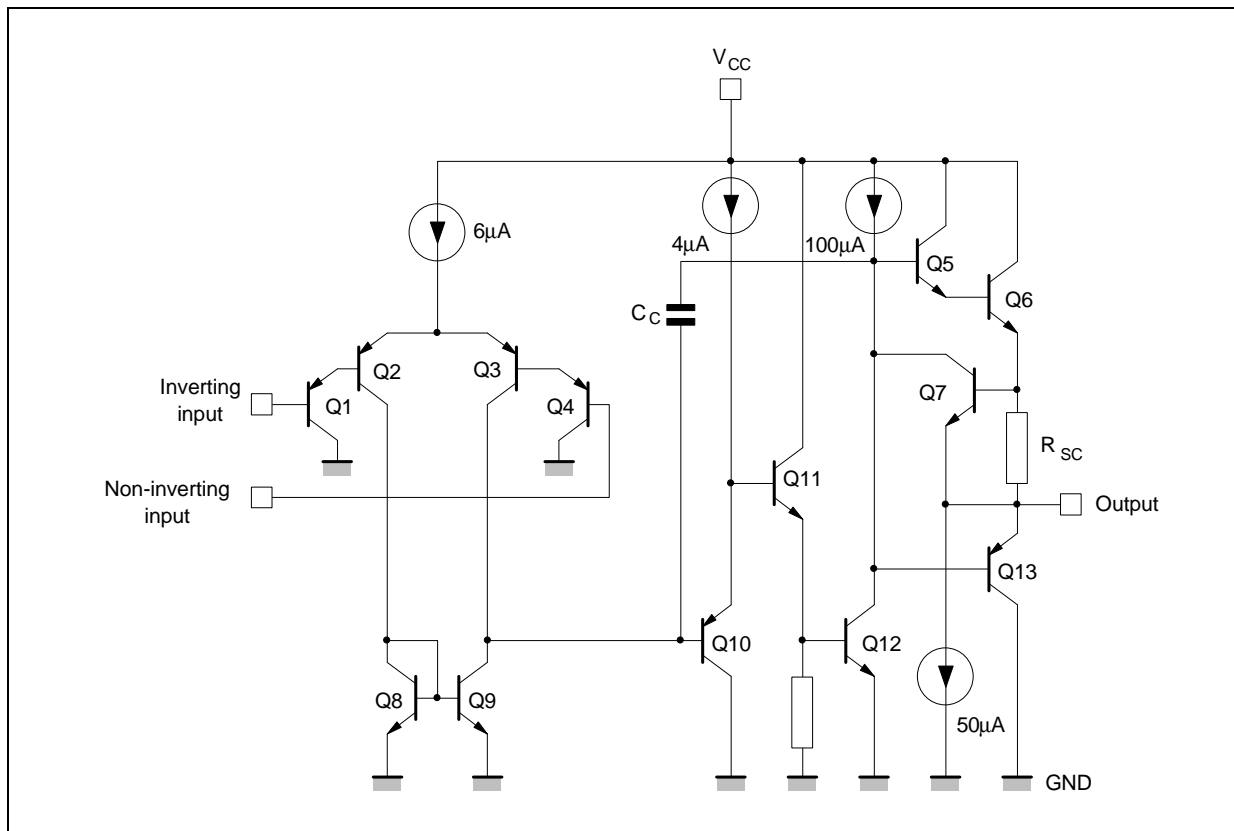 V CC
6μA
4μA
100μA
Q5
Q6
C C
Q2
Q3
Q7
Inverting
input
Q1
Q4
R SC
Q11
Non-inverting
input
Output
Q13
Q10
Q12
Q8
Q9
50μA
GND